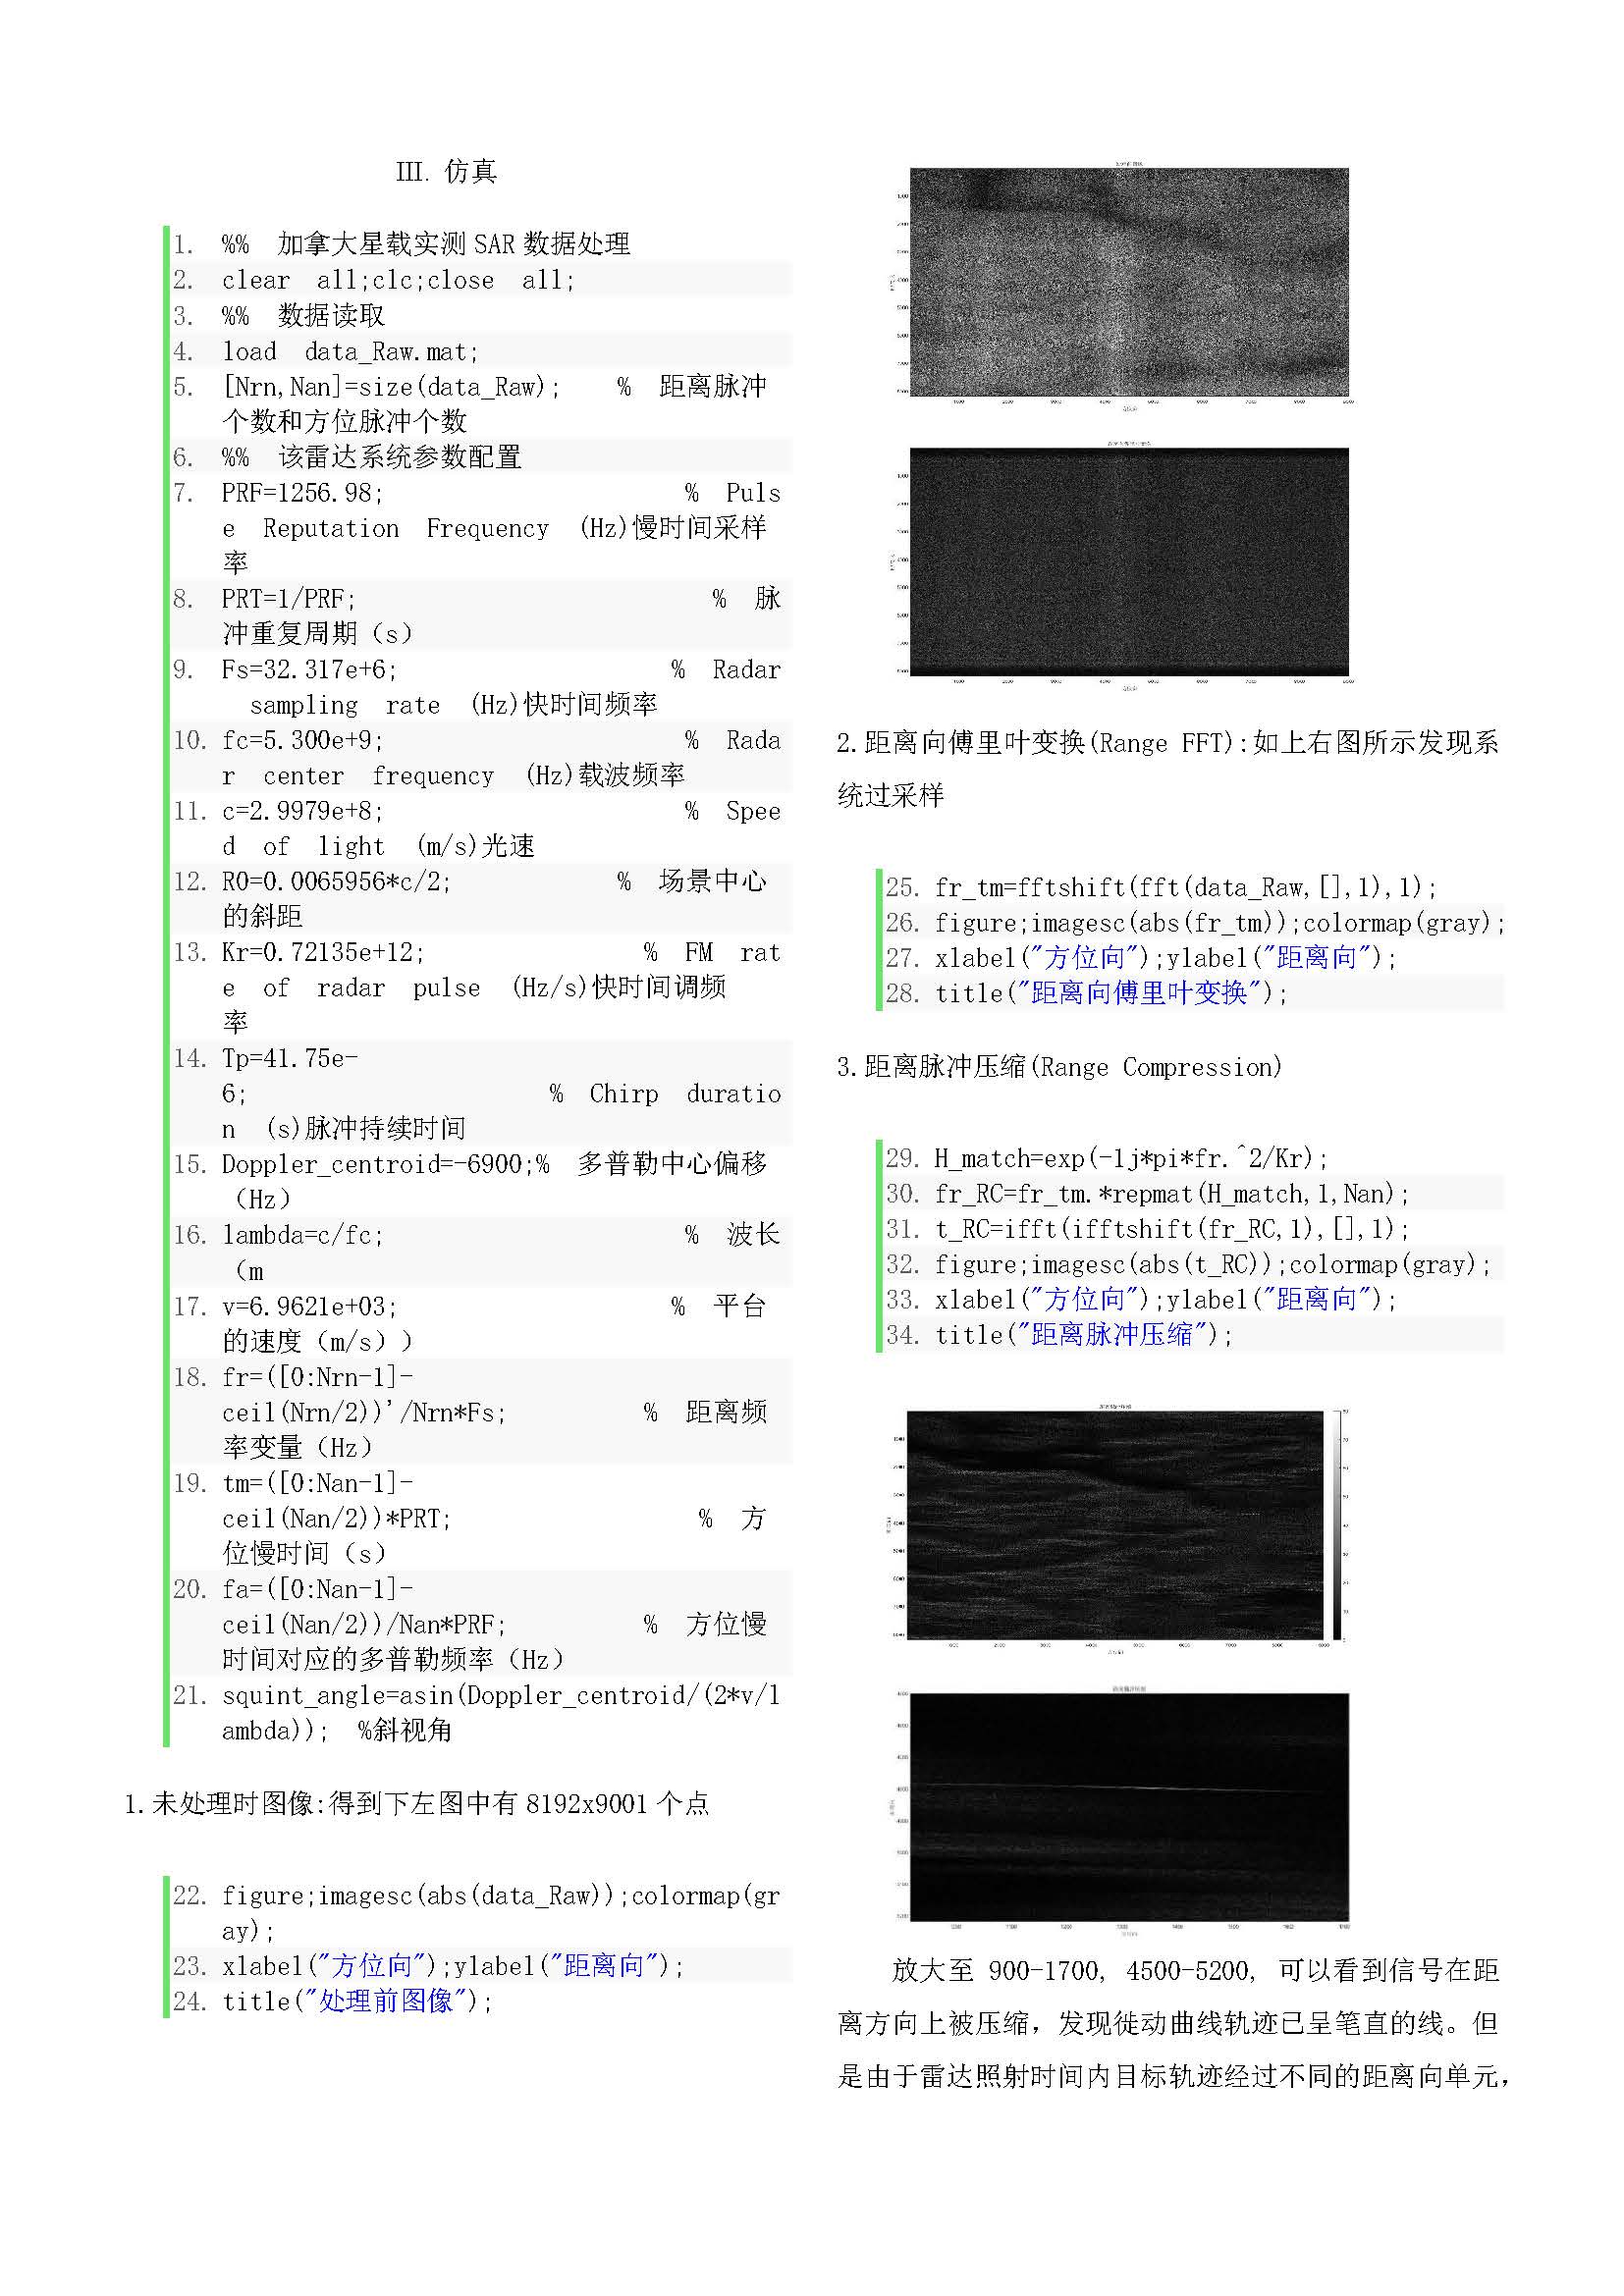 III. 仿真
1. %%  加拿大星载实测 SAR 数据处理
2. clear  all;clc;close  all;
3. %%  数据读取
4. load  data_Raw.mat;
5. [Nrn,Nan]=size(data_Raw);    %  距离脉冲
个数和方位脉冲个数
6. %%  该雷达系统参数配置
7. PRF=1256.98;    %  Puls
e  Reputation  Frequency  (Hz)慢时间采样
率
8. PRT=1/PRF;    %  脉
冲重复周期（s）
9. Fs=32.317e+6;    %  Radar
sampling  rate  (Hz)快时间频率
10. fc=5.300e+9;    %  Rada
r  center  frequency  (Hz)载波频率
11. c=2.9979e+8;    %  Spee
d  of  light  (m/s)光速
12. R0=0.0065956*c/2;    %  场景中心
的斜距
13. Kr=0.72135e+12;    %  FM  rat
e  of  radar  pulse  (Hz/s)快时间调频
率
14. Tp=41.75e-
6;    %  Chirp  duratio
n  (s)脉冲持续时间
15. Doppler_centroid=-6900;%  多普勒中心偏移
（Hz）
16. lambda=c/fc;    %  波长
（m
17. v=6.9621e+03;    %  平台
的速度（m/s））
18. fr=([0:Nrn-1]-
ceil(Nrn/2))'/Nrn*Fs;    %  距离频
率变量（Hz）
19. tm=([0:Nan-1]-
ceil(Nan/2))*PRT;    %  方
位慢时间（s）
20. fa=([0:Nan-1]-
ceil(Nan/2))/Nan*PRF;    %  方位慢
时间对应的多普勒频率（Hz）
21. squint_angle=asin(Doppler_centroid/(2*v/l
ambda));  %斜视角
1.未处理时图像:得到下左图中有 8192x9001 个点
22. figure;imagesc(abs(data_Raw));colormap(gr
ay);
23. xlabel("方位向");ylabel("距离向");
24. title("处理前图像");
2.距离向傅里叶变换(Range FFT):如上右图所示发现系
统过采样
25. fr_tm=fftshift(fft(data_Raw,[],1),1);
26. figure;imagesc(abs(fr_tm));colormap(gray);
27. xlabel("方位向");ylabel("距离向");
28. title("距离向傅里叶变换");
3.距离脉冲压缩(Range Compression)
29. H_match=exp(-1j*pi*fr.^2/Kr);
30. fr_RC=fr_tm.*repmat(H_match,1,Nan);
31. t_RC=ifft(ifftshift(fr_RC,1),[],1);
32. figure;imagesc(abs(t_RC));colormap(gray);
33. xlabel("方位向");ylabel("距离向");
34. title("距离脉冲压缩");
放大至 900-1700, 4500-5200, 可以看到信号在距
离方向上被压缩，发现徙动曲线轨迹已呈笔直的线。但
是由于雷达照射时间内目标轨迹经过不同的距离向单元，